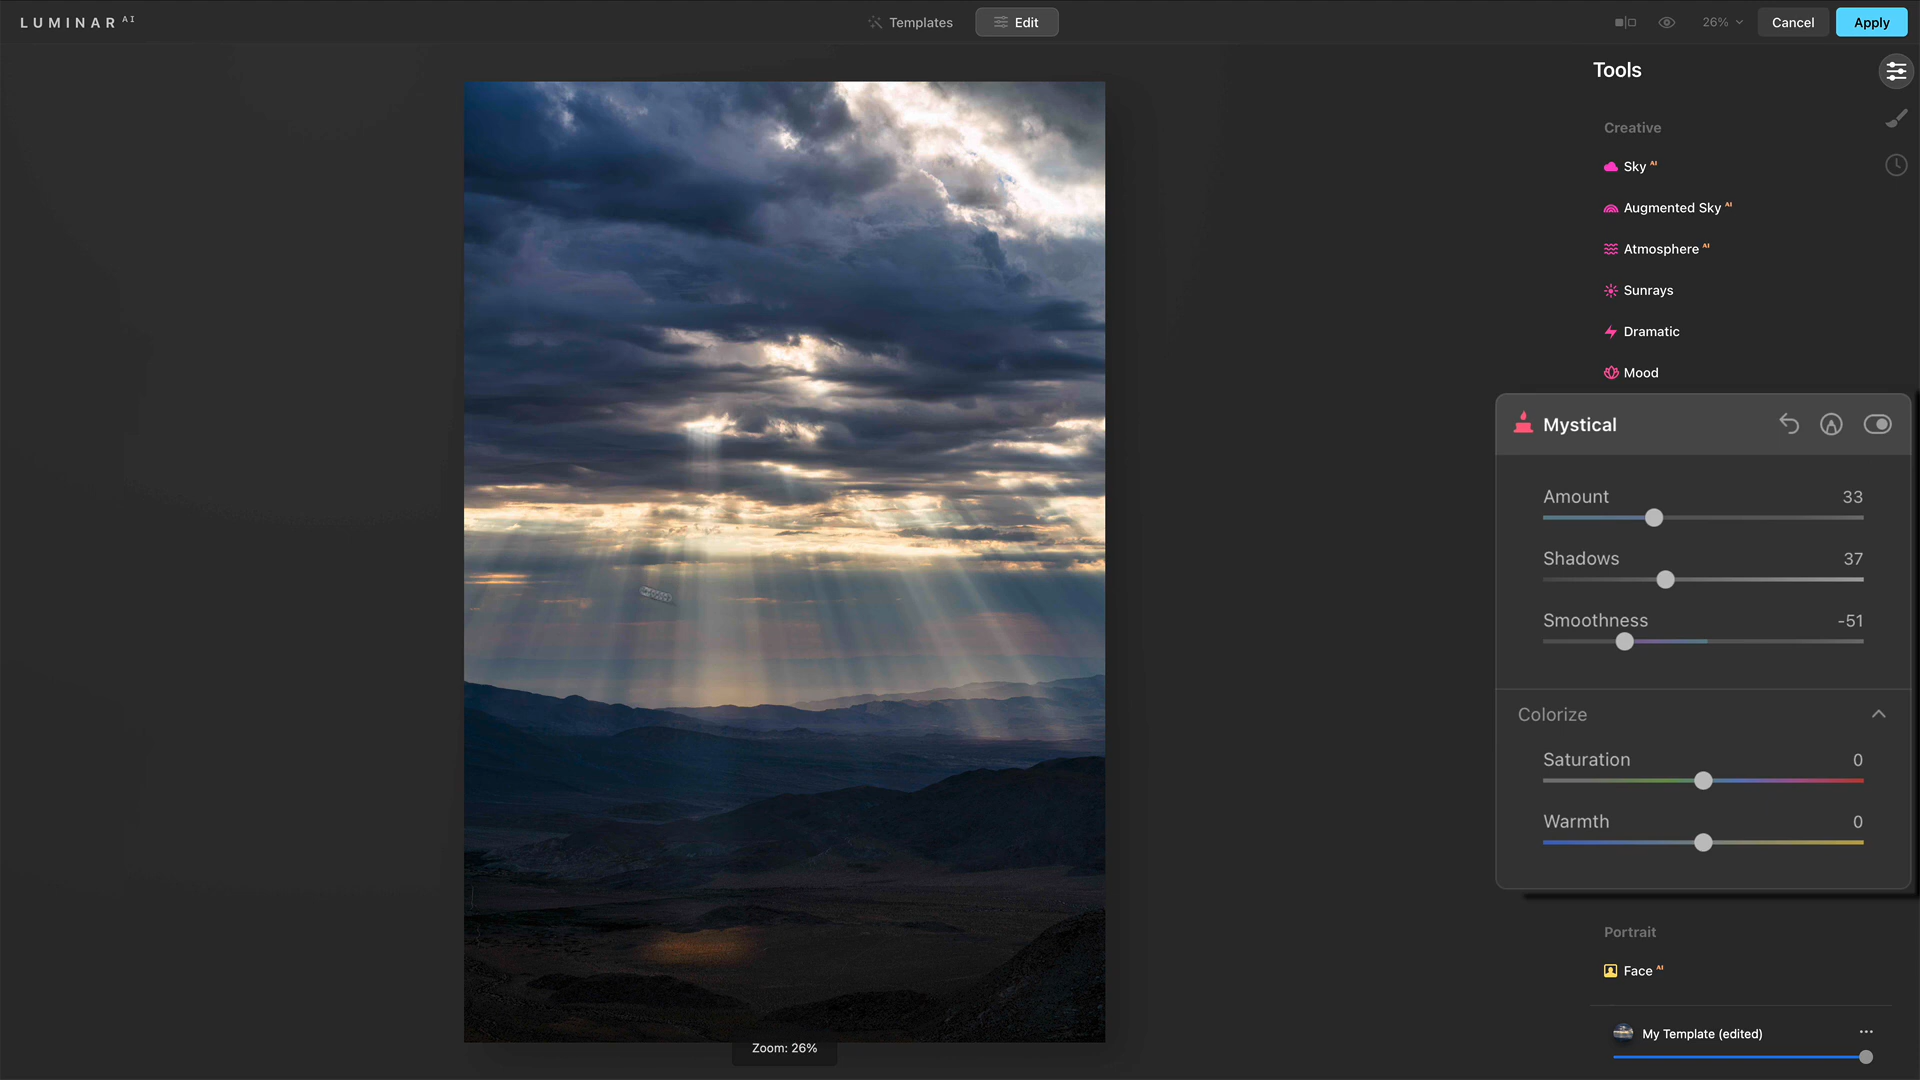 LUMINAR AI
Templates
Edit
26%
Cancel
Apply
Tools
Creative
Sky AI
Augmented Sky AI
Atmosphere AI
Sunrays
Dramatic
Mood
Mystical
Amount 33
Shadows 37
Smoothness -51
Colorize
Saturation 0
Warmth 0
Portrait
Face AI
My Template (edited)
Zoom: 26%